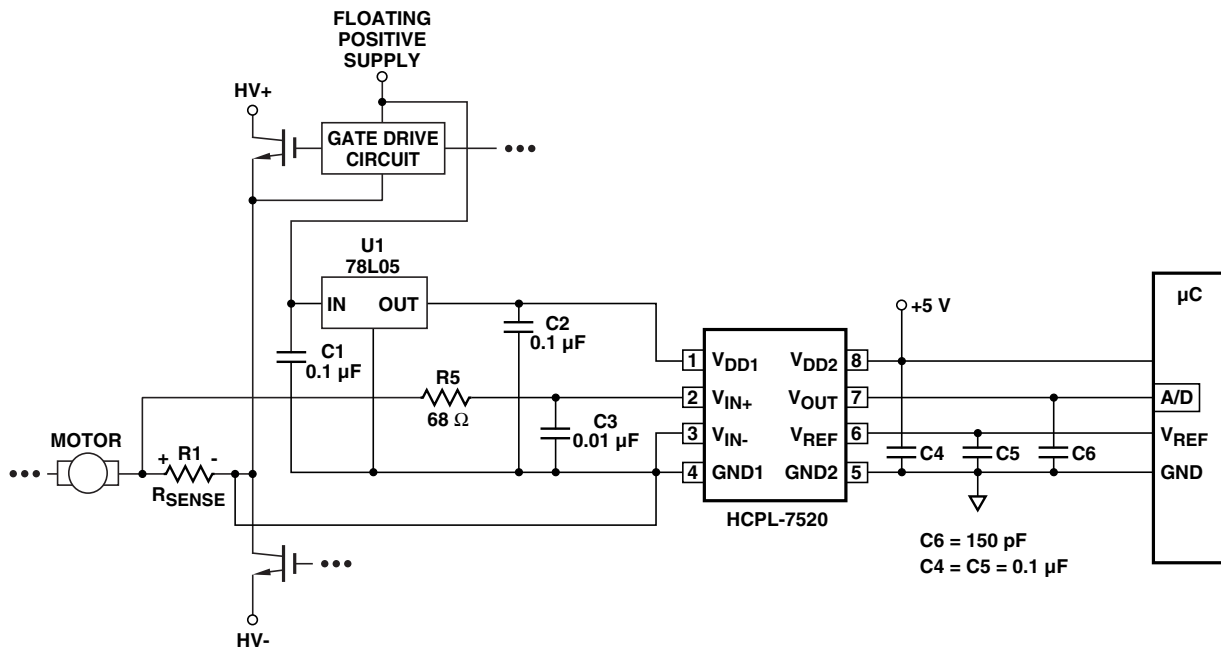 FLOATING
POSITIVE
SUPPLY
HV+
GATE DRIVE
CIRCUIT
U1
78L05
IN OUT
C1
0.1 µF
C2
0.1 µF
R5
68 Ω
C3
0.01 µF
MOTOR
+ R1 -
RSENSE
HV-
1 VDD1 VDD2 8
2 VIN+ VOUT 7
3 VIN- VREF 6
4 GND1 GND2 5
HCPL-7520
+5 V
C4 C5 C6
µC
A/D
VREF
GND
C6 = 150 pF
C4 = C5 = 0.1 µF